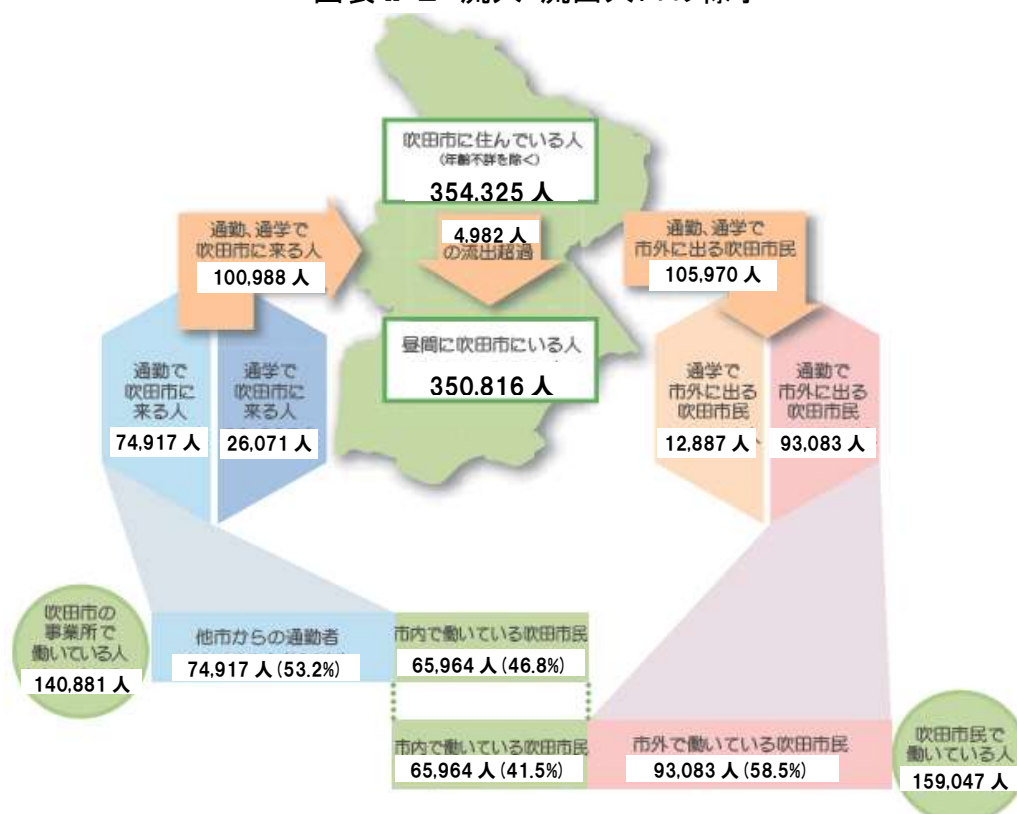 吹田市に住んでいる人
(年齢不詳を除く)
354,325 人
4,982 人
の流出超過
昼間に吹田市にいる人
350,816 人
通勤、通学で
吹田市に来る人
100,988 人
通勤で
吹田市に
来る人
74,917 人
通学で
吹田市に
来る人
26,071 人
通勤、通学で
市外に出る吹田市民
105,970 人
通学で
市外に出る
吹田市民
12,887 人
通勤で
市外に出る
吹田市民
93,083 人
吹田市の
事業所で
働いている人
140,881 人
他市からの通勤者
74,917 人 (53.2%)
市内で働いている吹田市民
65,964 人 (46.8%)
市内で働いている吹田市民
65,964 人 (41.5%)
市外で働いている吹田市民
93,083 人 (58.5%)
吹田市民で
働いている人
159,047 人